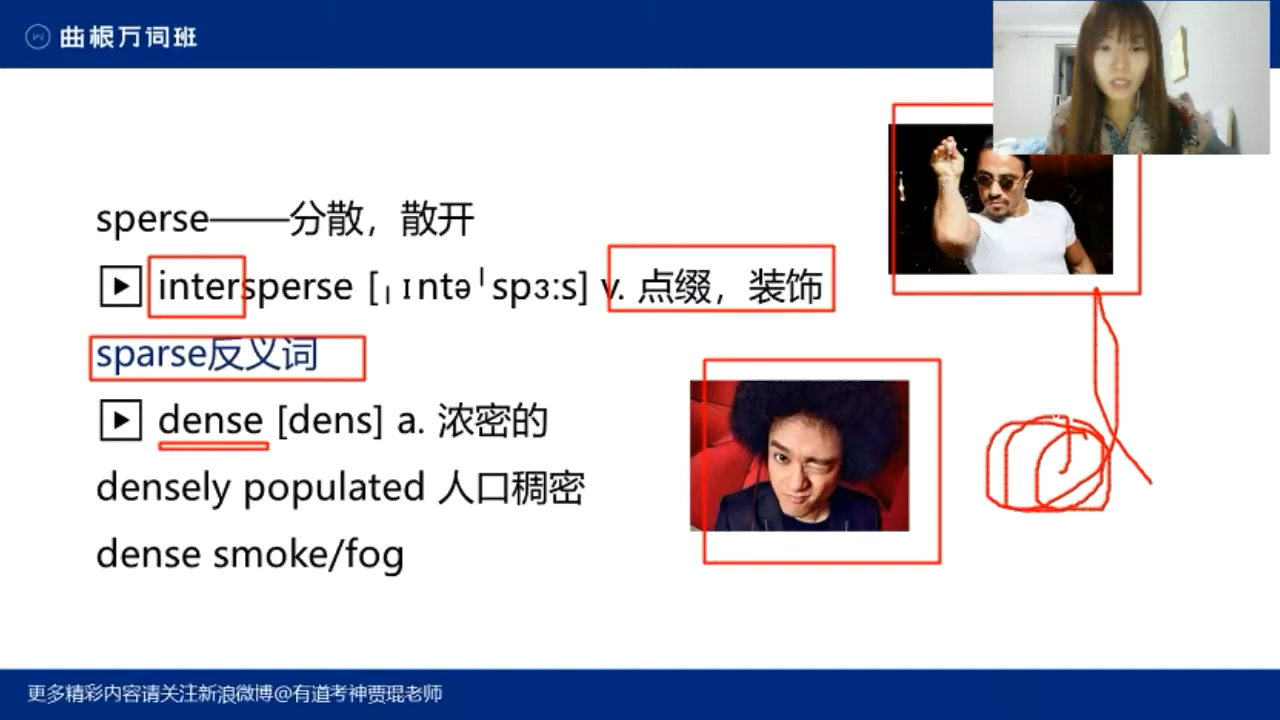 曲根万词班
sperse——分散，散开
intersperse [ˌɪntəˈspɜ:s] v. 点缀，装饰
sparse反义词
dense [dens] a. 浓密的
densely populated 人口稠密
dense smoke/fog
更多精彩内容请关注新浪微博@有道考神贾琨老师